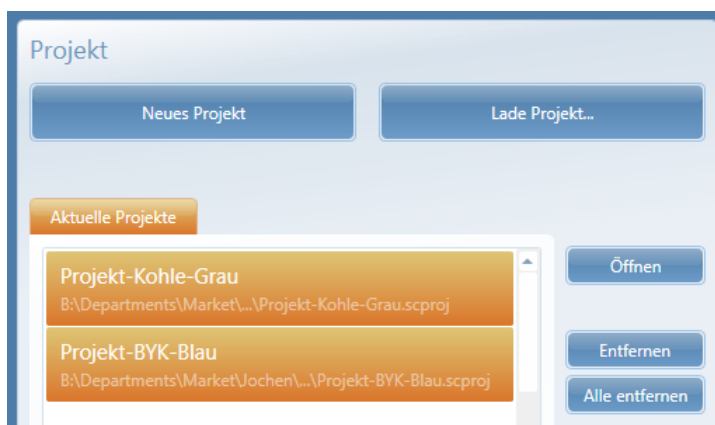 Projekt
Neues Projekt
Lade Projekt...
Aktuelle Projekte
Projekt-Kohle-Grau
B:\Departments\Market\...\Projekt-Kohle-Grau.scproj
Projekt-BYK-Blau
B:\Departments\Market\Jochen\...\Projekt-BYK-Blau.scproj
Öffnen
Entfernen
Alle entfernen